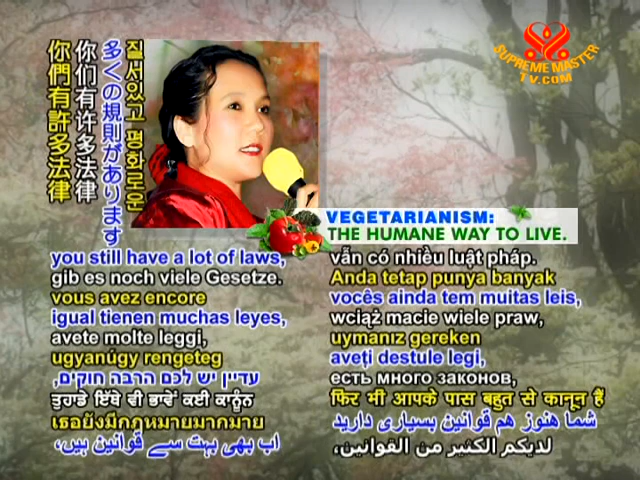 SUPREME MASTER
TV.COM
你們有許多法律
你们有许多法律
多くの規則があります
질서있고 평화로운
VEGETARIANISM:
THE HUMANE WAY TO LIVE.
you still have a lot of laws,
gib es noch viele Gesetze.
vous avez encore
igual tienen muchas leyes,
avete molte leggi,
ugyanúgy rengeteg
עדיין יש לכם הרבה חוקים,
ਤੁਹਾਡੇ ਇੱਥੇ ਵੀ ਭਾਵੇਂ ਕਈ ਕਾਨੂੰਨ
เธอยังมีกฎหมายมากมาย
اب بھی بہت سے قوانین ہیں،
vẫn có nhiều luật pháp.
Anda tetap punya banyak
vocês ainda tem muitas leis,
wciąż macie wiele praw,
uymanız gereken
aveţi destule legi,
есть много законов,
फिर भी आपके पास बहुत से कानून हैं
شما هنوز هم قوانین بسیاری دارید
لديكم الكثير من القوانين،